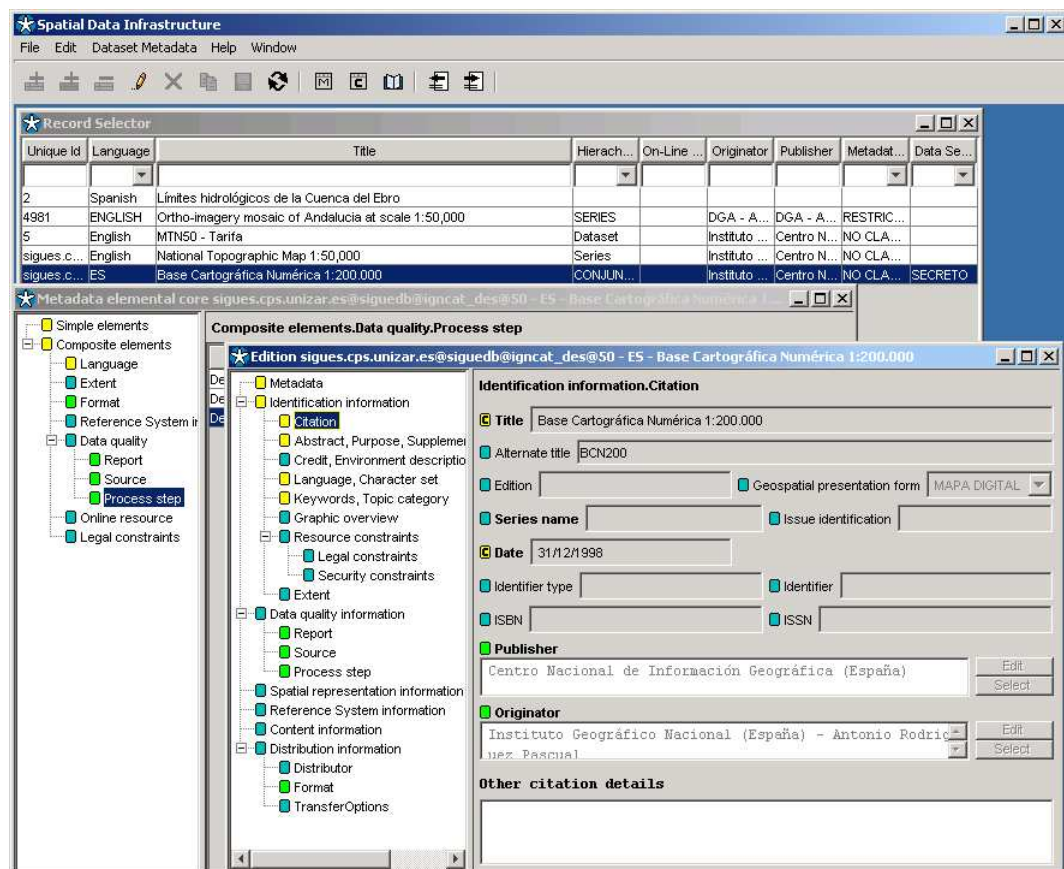 Spatial Data Infrastructure
File Edit Dataset Metadata Help Window
M C
Record Selector
Unique Id Language Title Hierach... On-Line ... Originator Publisher Metadat... Data Se...
2 Spanish Límites hidrológicos de la Cuenca del Ebro
4981 ENGLISH Ortho-imagery mosaic of Andalucia at scale 1:50,000 SERIES DGA - A... DGA - A... RESTRIC...
5 English MTN50 - Tarifa Dataset Instituto ... Centro N... NO CLA...
sigues.c... English National Topographic Map 1:50,000 Series Instituto ... Centro N... NO CLA...
sigues.c... ES Base Cartográfica Numérica 1:200.000 CONJUN... Instituto ... Centro N... NO CLA... SECRETO
Metadata elemental core sigues.cps.unizar.es@siguedb@igncat_des@50 - ES - Base Cartográfica Numérica 1...
Simple elements
Composite elements
Language
Extent
Format
Reference System ir
Data quality
Report
Source
Process step
Online resource
Legal constraints
Composite elements.Data quality.Process step
De
De
De
Edition sigues.cps.unizar.es@siguedb@igncat_des@50 - ES - Base Cartográfica Numérica 1:200.000
Metadata
Identification information
Citation
Abstract, Purpose, Supplemer
Credit, Environment descriptio
Language, Character set
Keywords, Topic category
Graphic overview
Resource constraints
Legal constraints
Security constraints
Extent
Data quality information
Report
Source
Process step
Spatial representation information
Reference System information
Content information
Distribution information
Distributor
Format
TransferOptions
Identification information.Citation
C Title Base Cartográfica Numérica 1:200.000
Alternate title BCN200
Edition Geospatial presentation form MAPA DIGITAL
Series name Issue identification
C Date 31/12/1998
Identifier type Identifier
ISBN ISSN
Publisher
Centro Nacional de Información Geográfica (España)
Edit
Select
Originator
Instituto Geográfico Nacional (España) - Antonio Rodríg
uez Pascual
Edit
Select
Other citation details